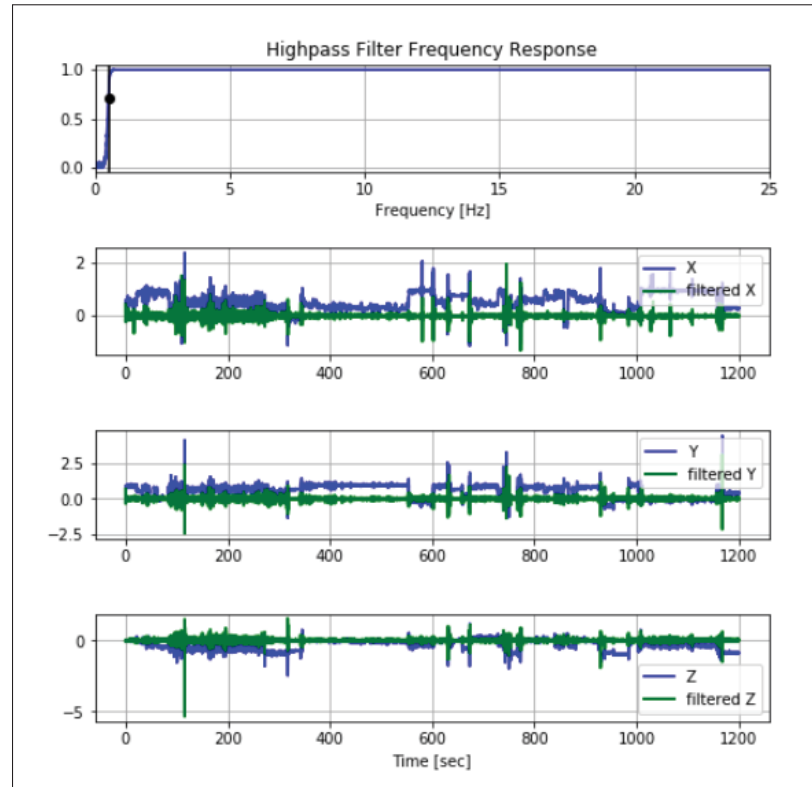 Highpass Filter Frequency Response
1.0
0.5
0.0
0 5 10 15 20 25
Frequency [Hz]
2
0
X
filtered X
0 200 400 600 800 1000 1200
2.5
0.0
−2.5
Y
filtered Y
0 200 400 600 800 1000 1200
0
−5
Z
filtered Z
0 200 400 600 800 1000 1200
Time [sec]